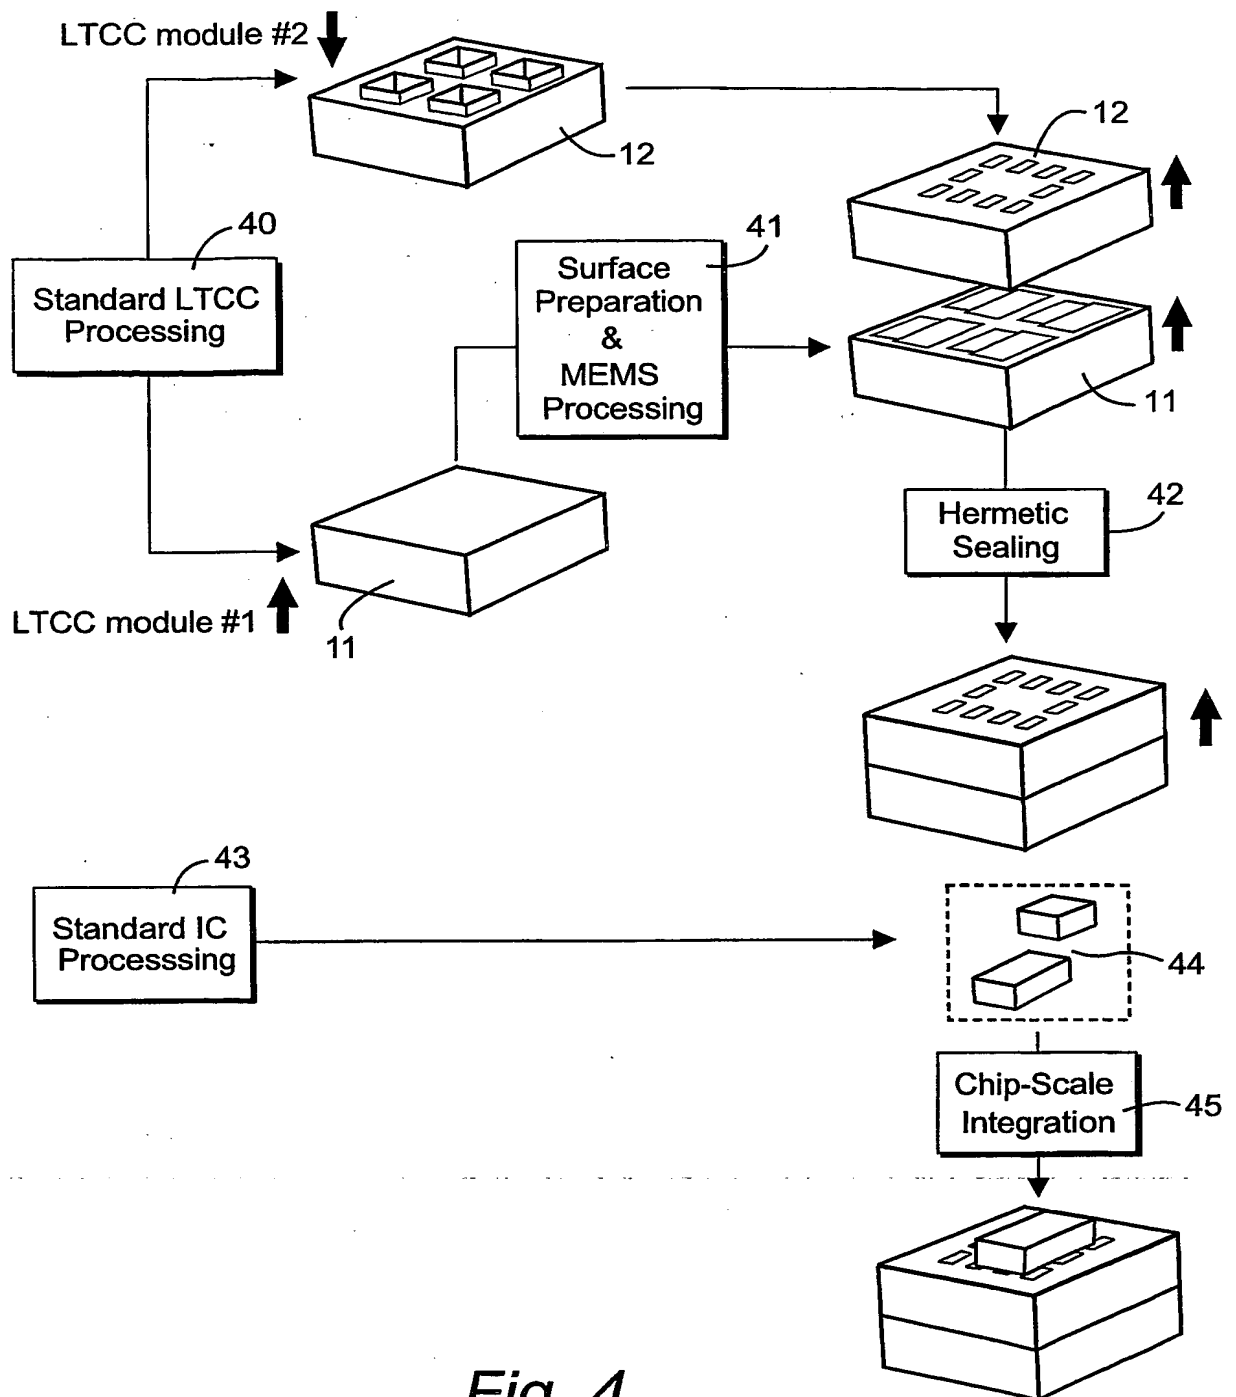 LTCC module #2
12
12
40
41
Standard LTCC
Processing
Surface
Preparation
&
MEMS
Processing
11
42
Hermetic
Sealing
LTCC module #1
11
43
Standard IC
Processsing
44
Chip-Scale
Integration
45
Fig. 4